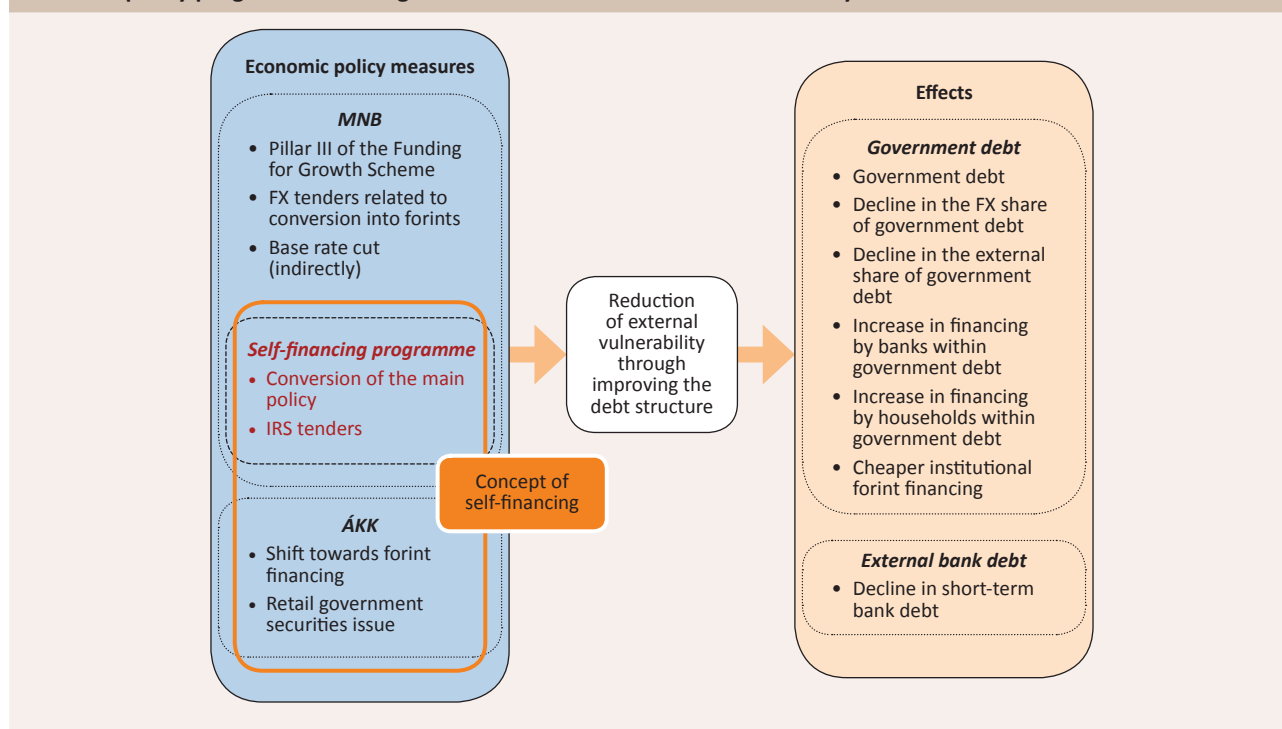 Economic policy measures
MNB
• Pillar III of the Funding
for Growth Scheme
• FX tenders related to
conversion into forints
• Base rate cut
(indirectly)
Self-financing programme
• Conversion of the main
policy
• IRS tenders
Concept of
self-financing
ÁKK
• Shift towards forint
financing
• Retail government
securities issue
Reduction
of external
vulnerability
through
improving the
debt structure
Effects
Government debt
• Government debt
• Decline in the FX share
of government debt
• Decline in the external
share of government
debt
• Increase in financing
by banks within
government debt
• Increase in financing
by households within
government debt
• Cheaper institutional
forint financing
External bank debt
• Decline in short-term
bank debt